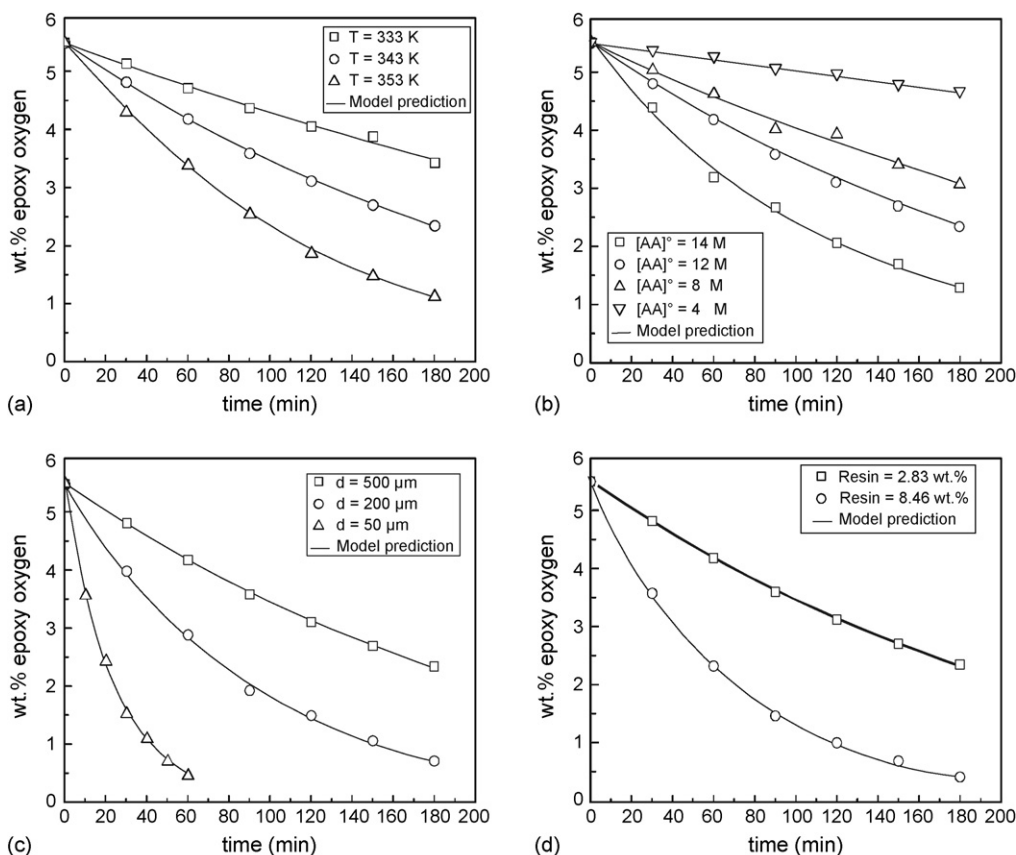 6
5
4
3
2
1
0
wt.% epoxy oxygen
T = 333 K
T = 343 K
T = 353 K
Model prediction
0 20 40 60 80 100 120 140 160 180 200
(a)
time (min)
6
5
4
3
2
1
0
wt.% epoxy oxygen
[AA]° = 14 M
[AA]° = 12 M
[AA]° = 8 M
[AA]° = 4 M
Model prediction
0 20 40 60 80 100 120 140 160 180 200
(b)
time (min)
6
5
4
3
2
1
0
wt.% epoxy oxygen
d = 500 µm
d = 200 µm
d = 50 µm
Model prediction
0 20 40 60 80 100 120 140 160 180 200
(c)
time (min)
6
5
4
3
2
1
0
wt.% epoxy oxygen
Resin = 2.83 wt.%
Resin = 8.46 wt.%
Model prediction
0 20 40 60 80 100 120 140 160 180 200
(d)
time (min)